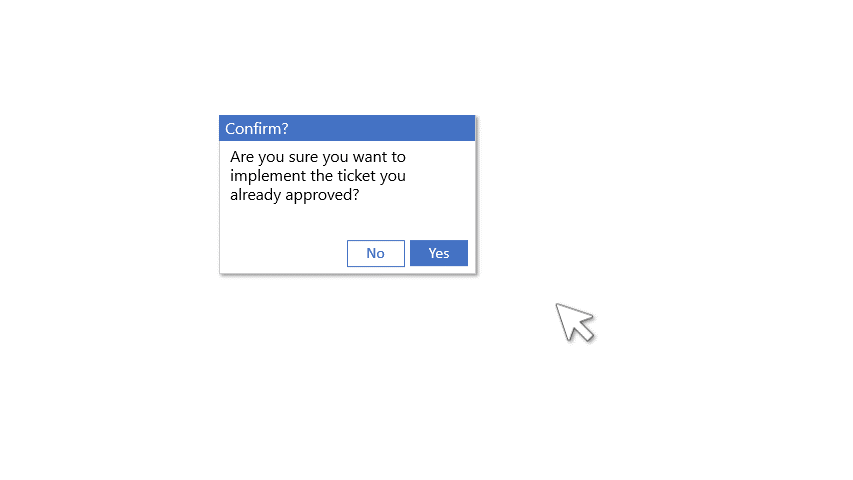 Confirm?
Are you sure you want to
implement the ticket you
already approved?
No
Yes